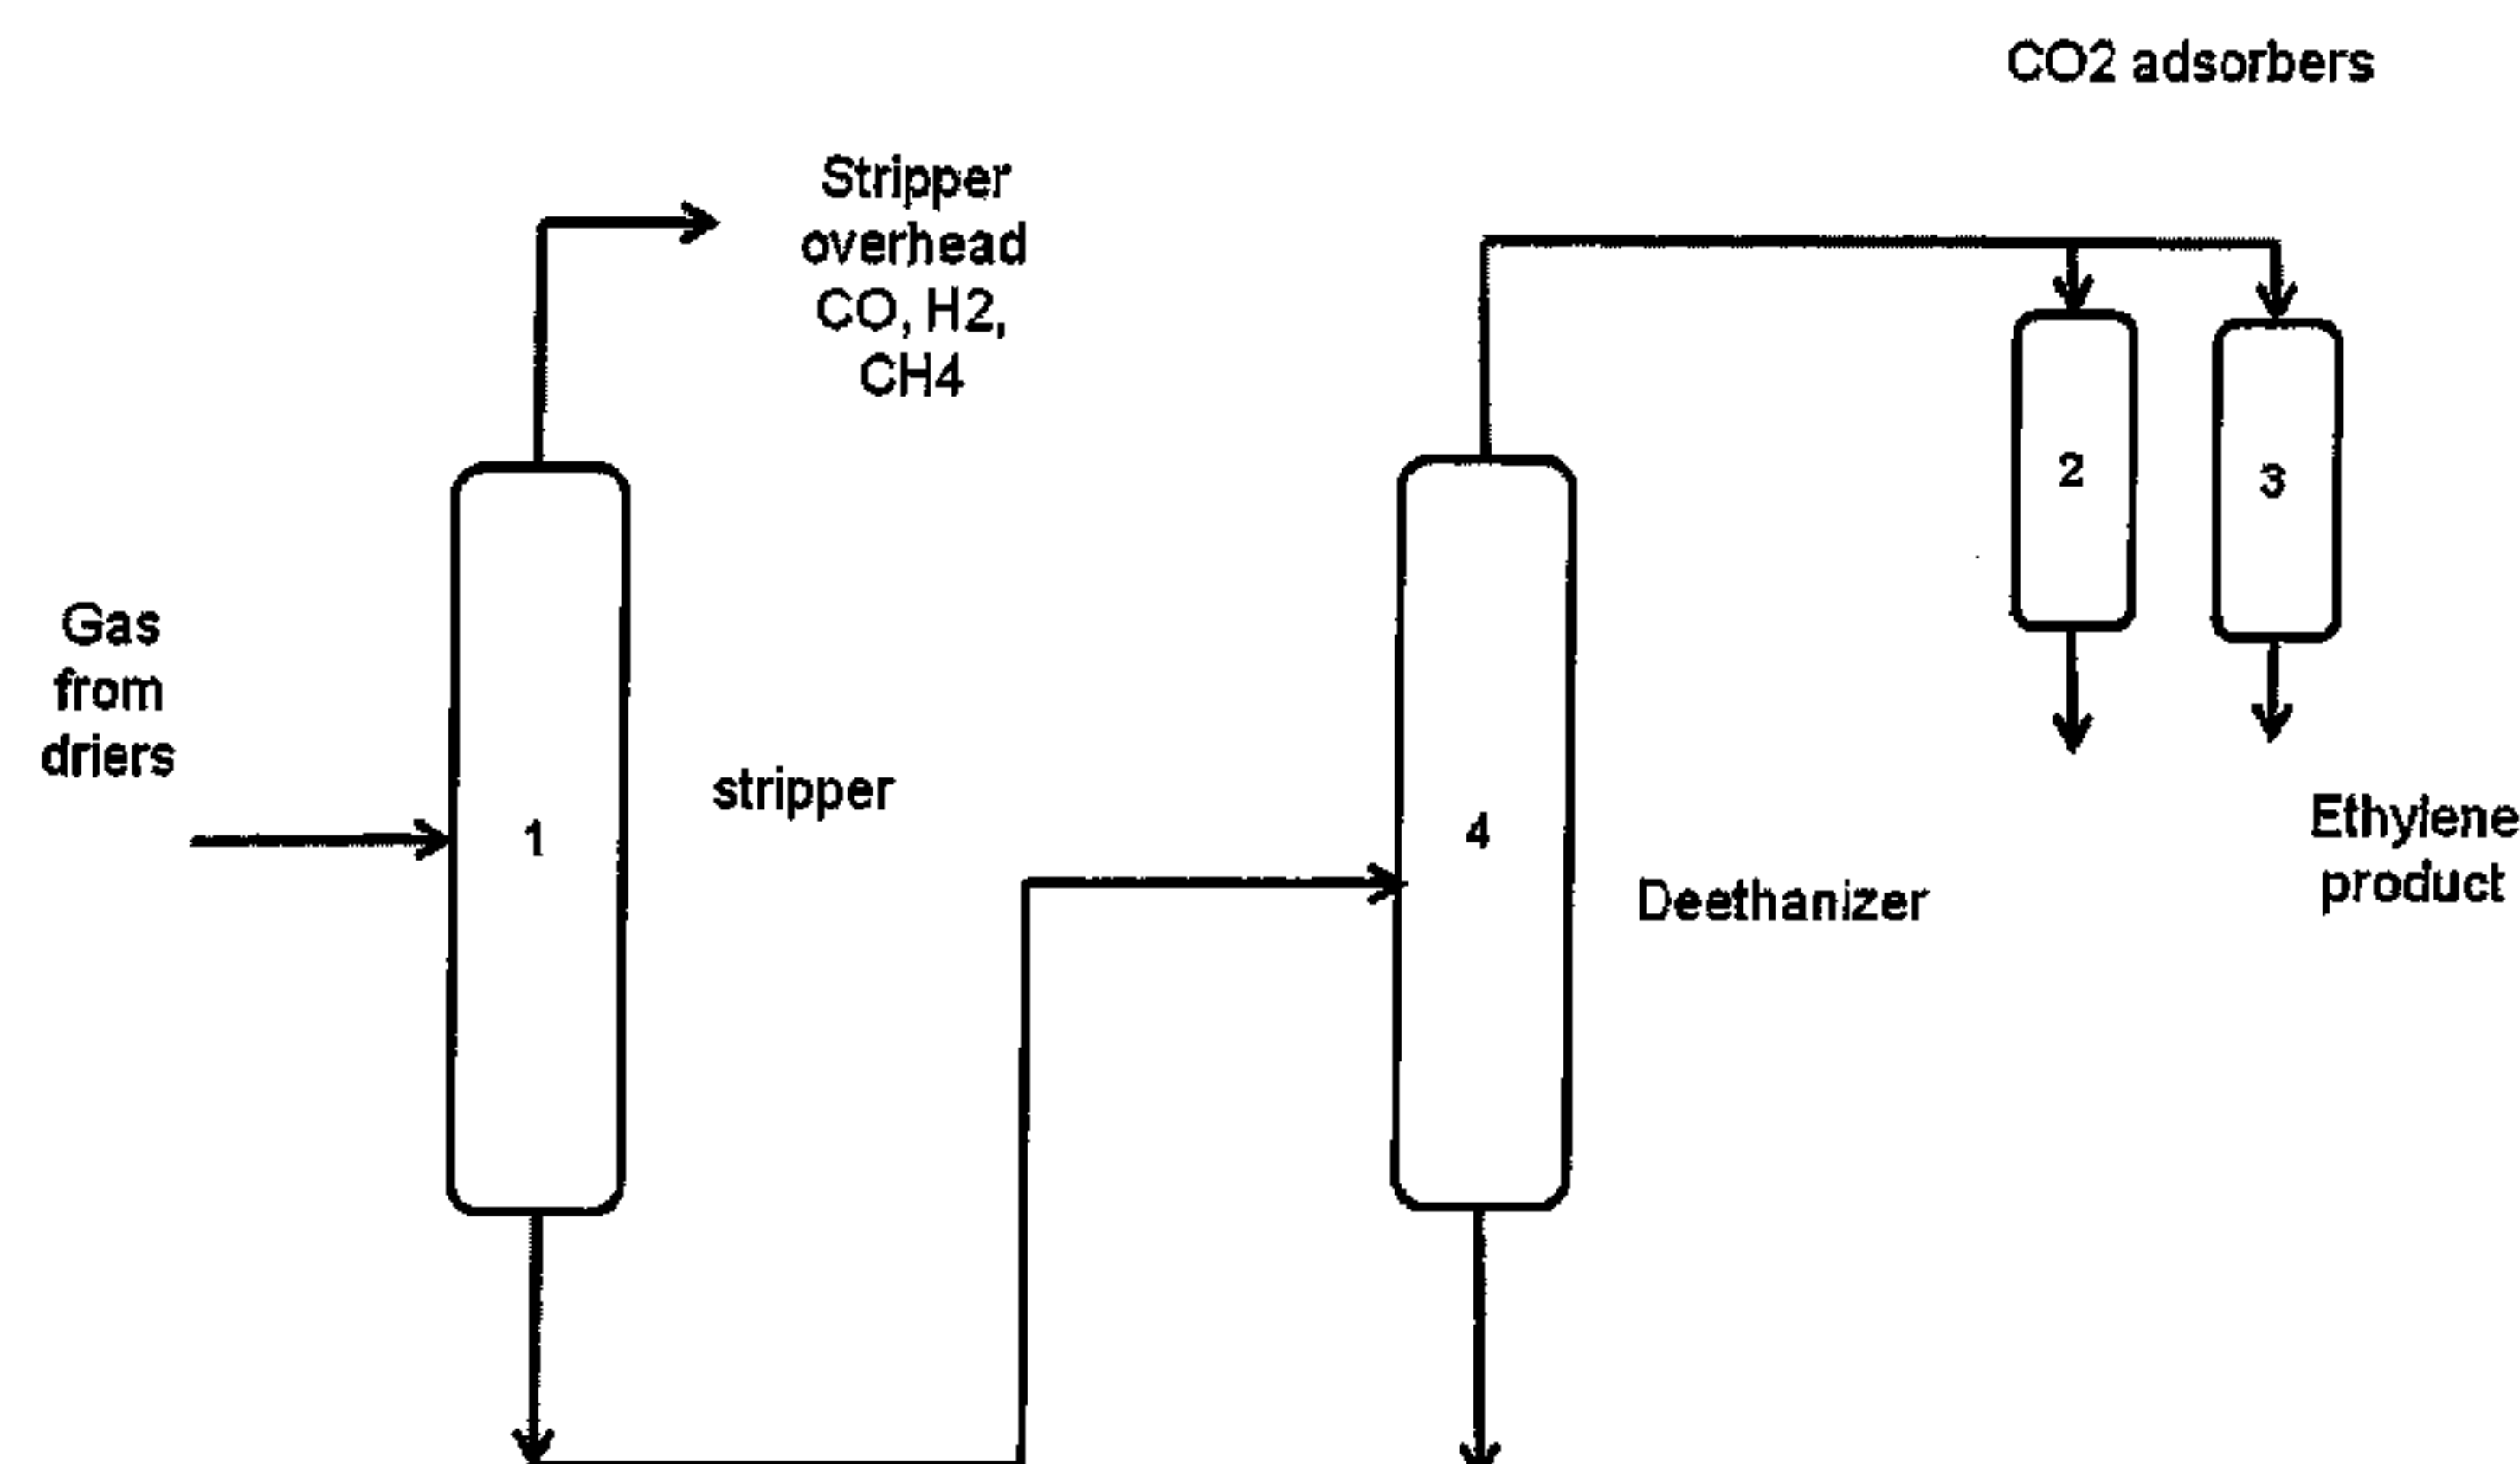 CO2 adsorbers
Stripper
overhead
CO, H2,
CH4
2
3
Gas
from
driers
stripper
1
4
Ethylene
product
Deethanizer